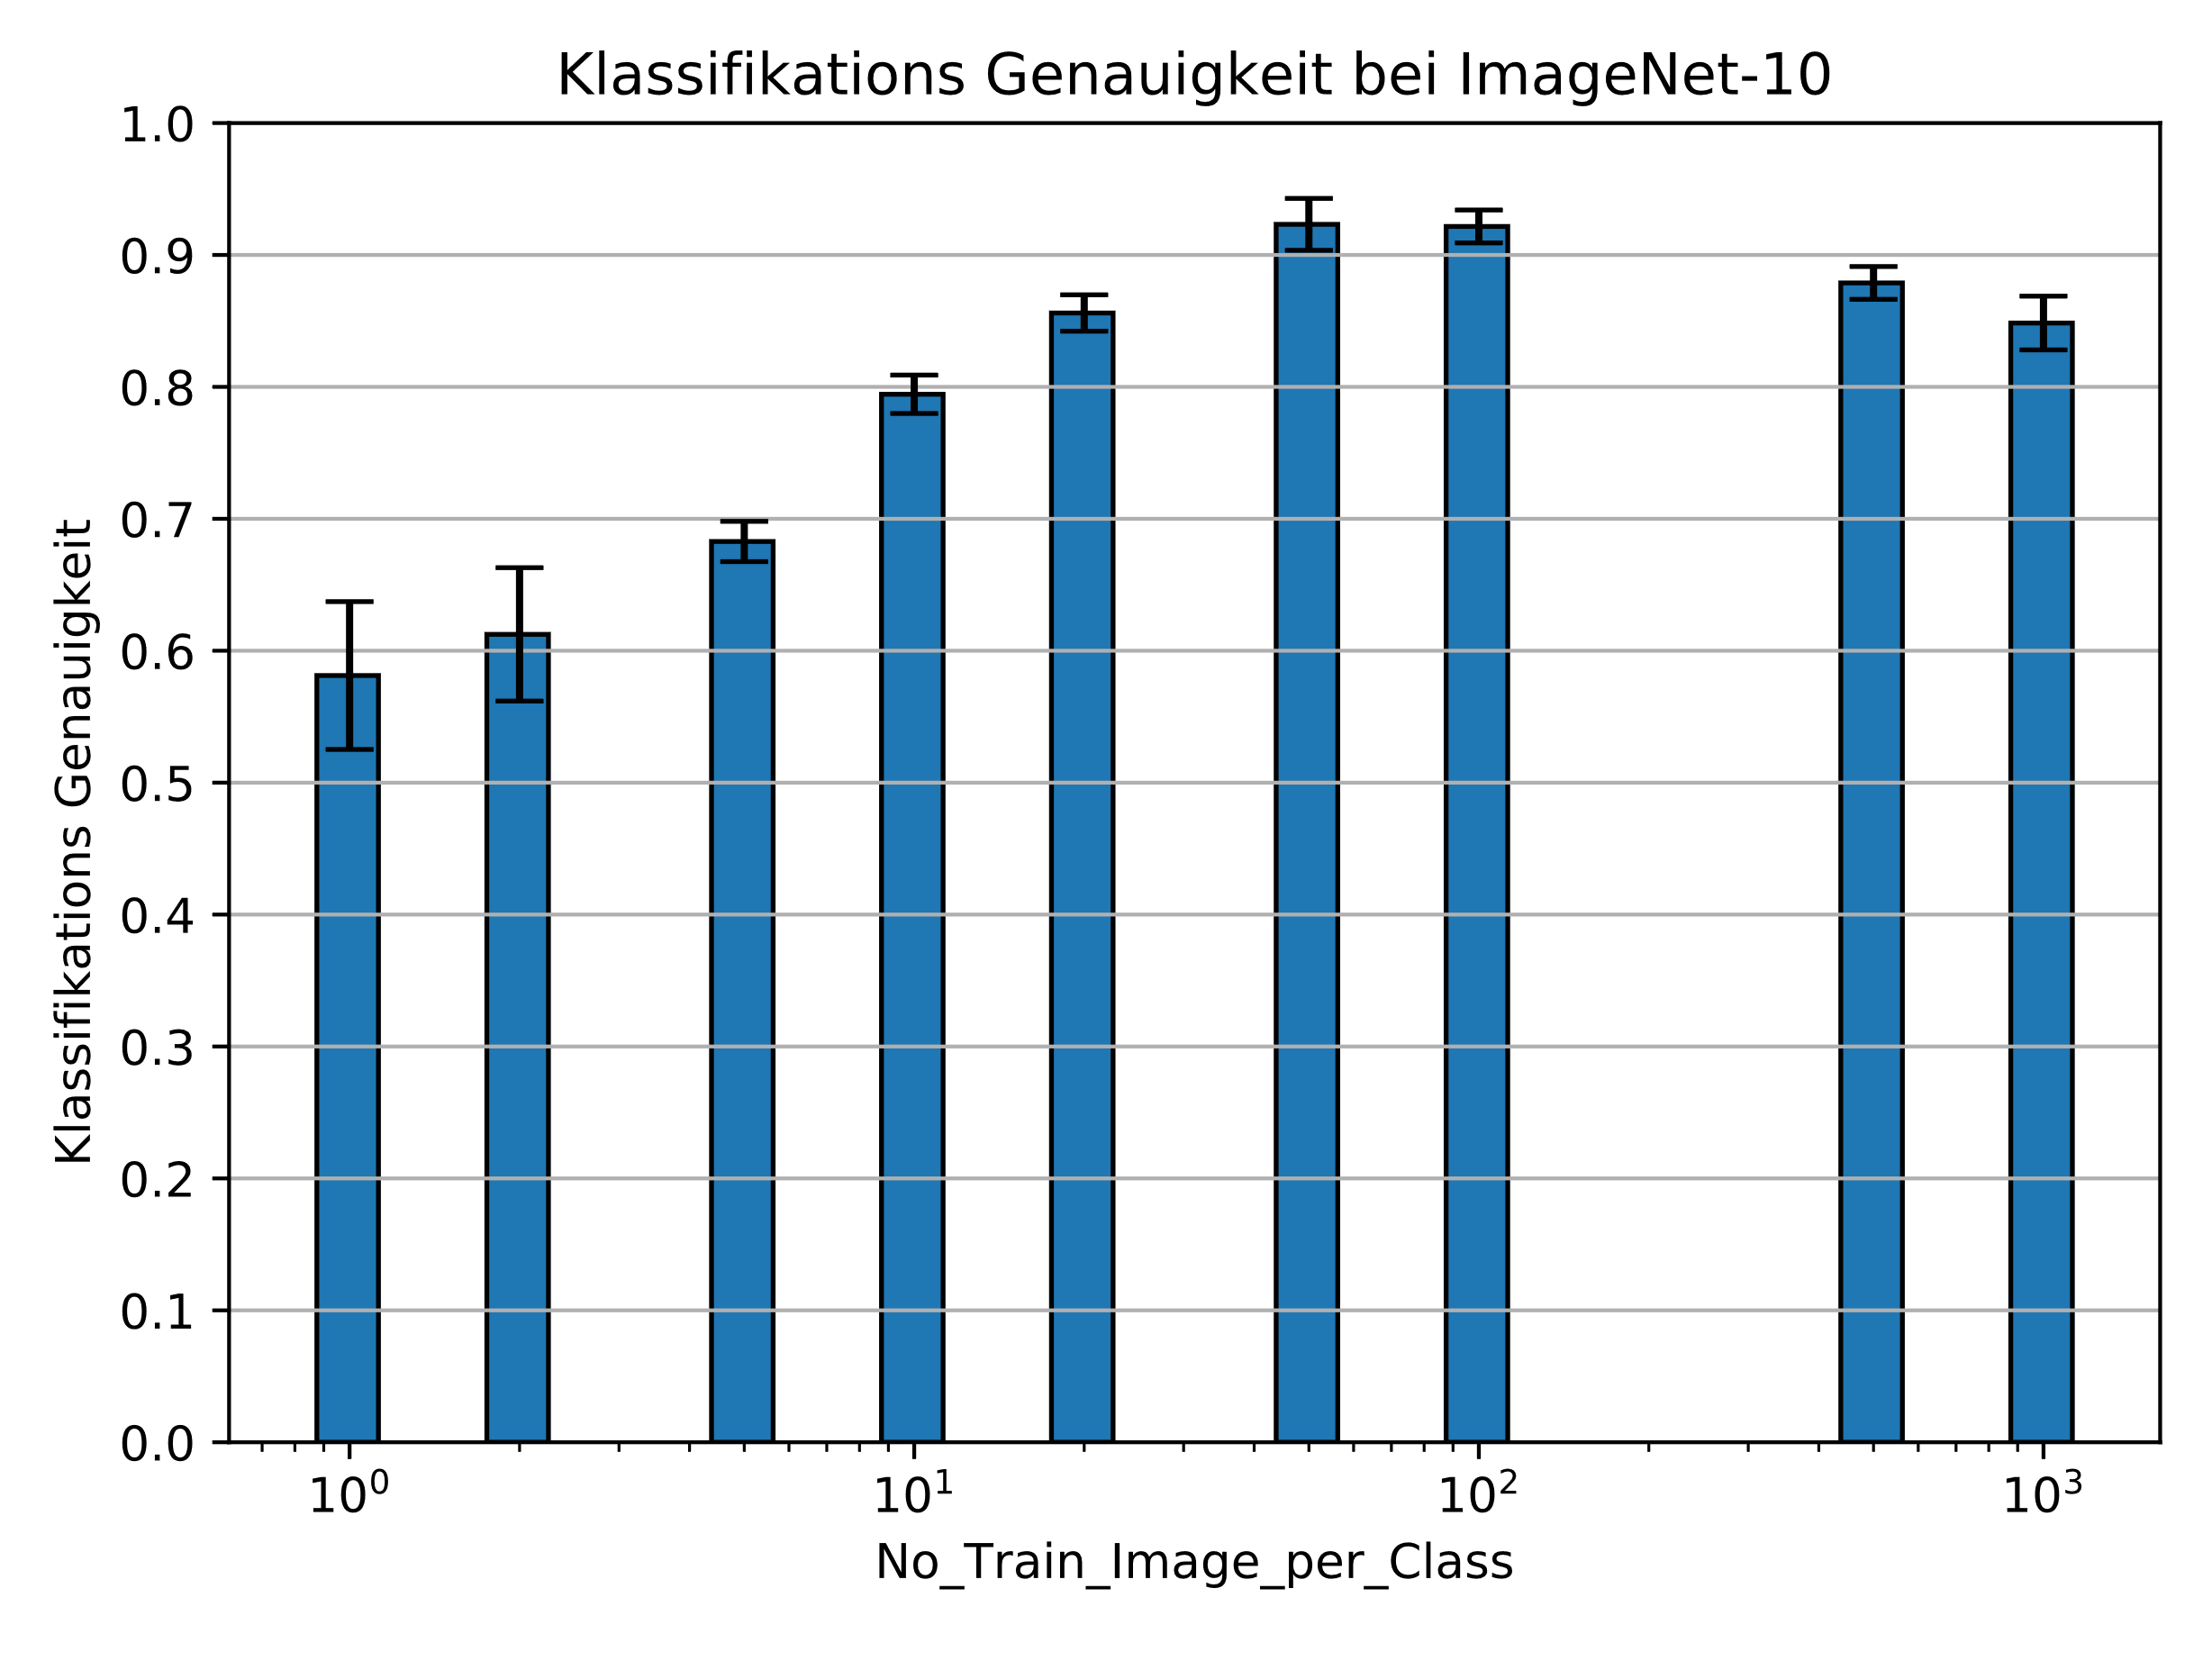 Klassifikations Genauigkeit bei ImageNet-10
Klassifikations Genauigkeit
1.0
0.9
0.8
0.7
0.6
0.5
0.4
0.3
0.2
0.1
0.0
10⁰ 10¹ 10² 10³
No_Train_Image_per_Class